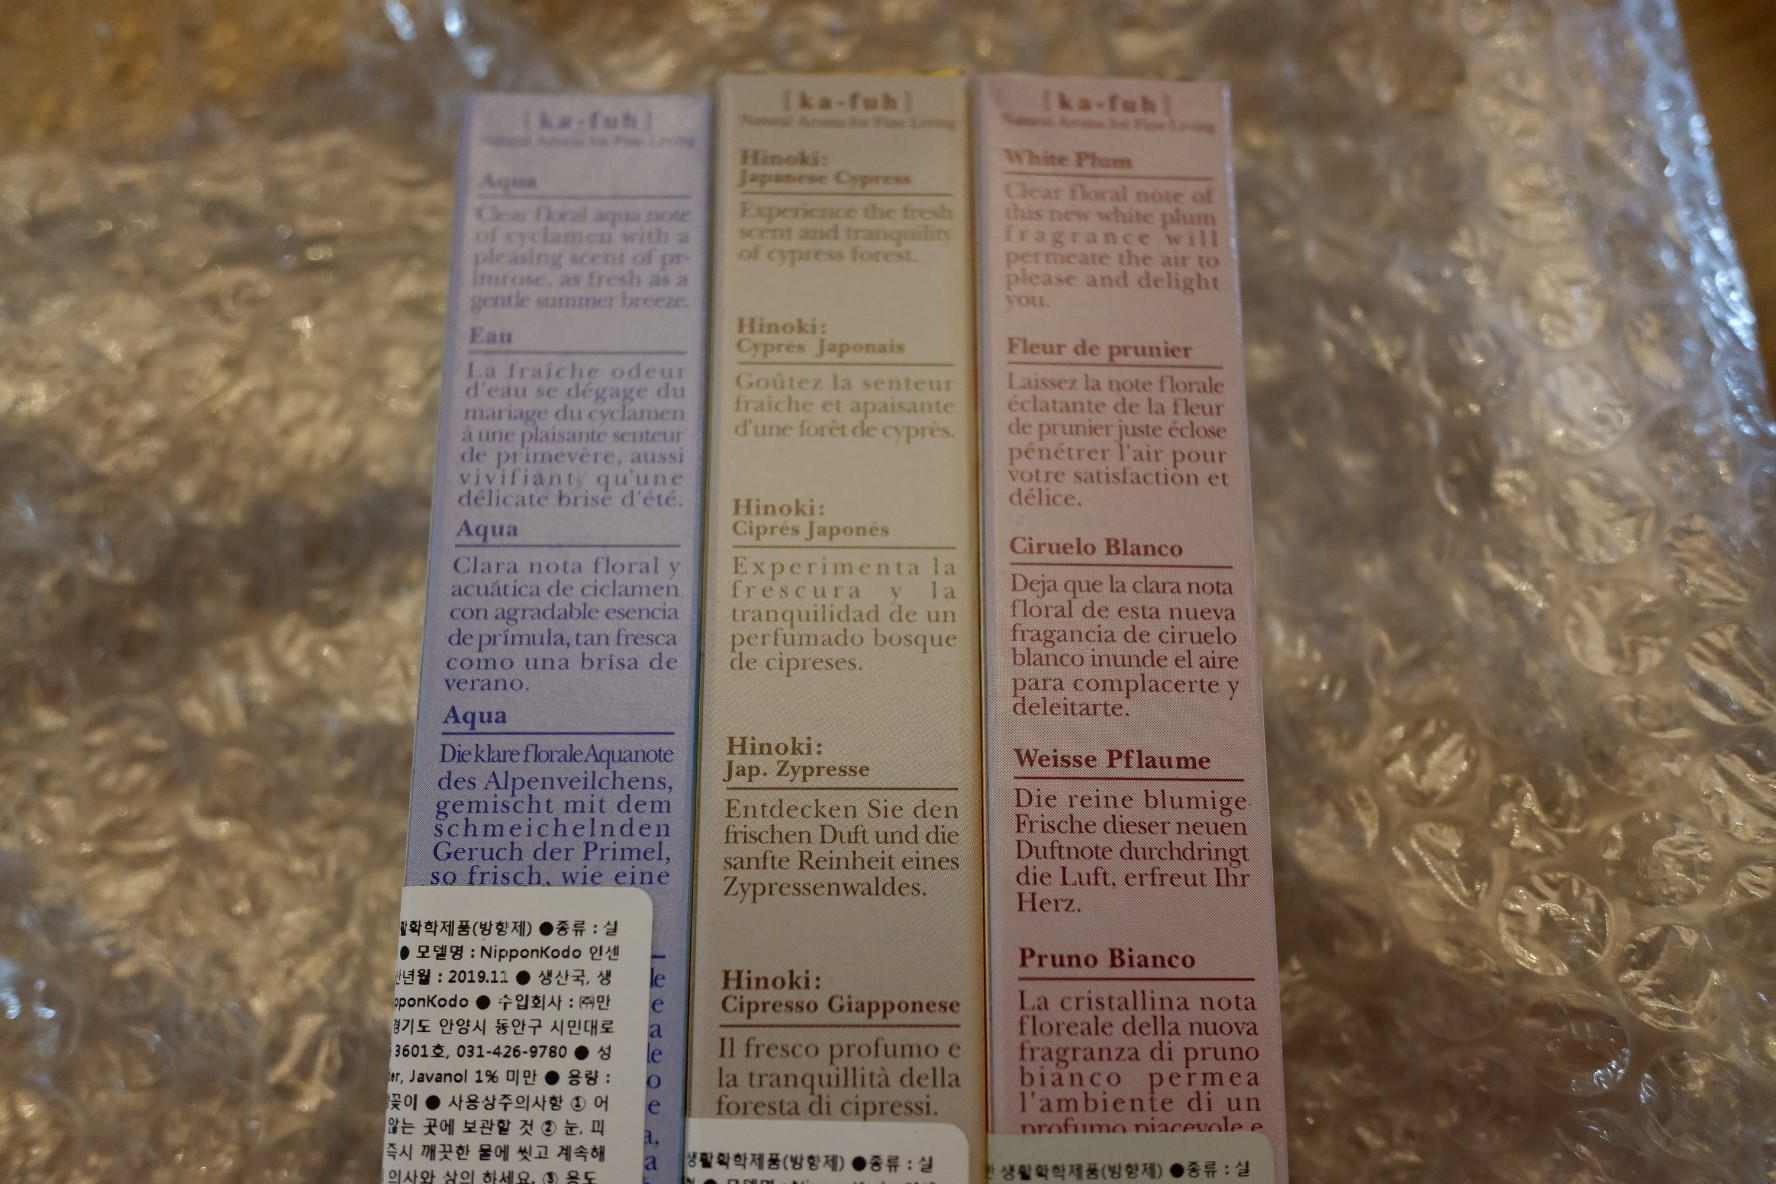 [ka-fuh]
Natural Aroma for Fine Living
Aqua
Clear floral aqua note
of cyclamen with a
pleasing scent of pr-
imrose, as fresh as a
gentle summer breeze.
Eau
La fraîche odeur
d'eau se dégage du
mariage du cyclamen
à une plaisante senteur
de primevère, aussi
vivifiant qu'une
délicate brise d'été.
Aqua
Clara nota floral y
acuática de ciclamen
con agradable esencia
de prímula, tan fresca
como una brisa de
verano.
Aqua
Die klare florale Aquanote
des Alpenveilchens,
gemischt mit dem
schmeichelnden
Geruch der Primel,
so frisch, wie eine
활화학제품(방향제) ●종류 : 실
● 모델명 : NipponKodo 인센
년월 : 2019.11 ● 생산국, 생
pponKodo ● 수입회사 : ㈜만
경기도 안양시 동안구 시민대로
3601호, 031-426-9780 ● 성
er, Javanol 1% 미만 ● 용량 :
꽂이 ● 사용상주의사항 ① 어
않는 곳에 보관할 것 ② 눈, 피
즉시 깨끗한 물에 씻고 계속해
의사와 상의 하세요. ③ 용도
[ka-fuh]
Natural Aroma for Fine Living
Hinoki:
Japanese Cypress
Experience the fresh
scent and tranquility
of cypress forest.
Hinoki:
Cyprès Japonais
Goûtez la senteur
fraîche et apaisante
d'une forêt de cyprès.
Hinoki:
Ciprés Japonés
Experimenta la
frescura y la
tranquilidad de un
perfumado bosque
de cipreses.
Hinoki:
Jap. Zypresse
Entdecken Sie den
frischen Duft und die
sanfte Reinheit eines
Zypressenwaldes.
Hinoki:
Cipresso Giapponese
Il fresco profumo e
la tranquillità della
foresta di cipressi.
생활화학제품(방향제) ●종류 : 실
[ka-fuh]
Natural Aroma for Fine Living
White Plum
Clear floral note of
this new white plum
fragrance will
permeate the air to
please and delight
you.
Fleur de prunier
Laissez la note florale
éclatante de la fleur
de prunier juste éclose
pénétrer l'air pour
votre satisfaction et
délice.
Ciruelo Blanco
Deja que la clara nota
floral de esta nueva
fragancia de ciruelo
blanco inunde el aire
para complacerte y
deleitarte.
Weisse Pflaume
Die reine blumige
Frische dieser neuen
Duftnote durchdringt
die Luft, erfreut Ihr
Herz.
Pruno Bianco
La cristallina nota
floreale della nuova
fragranza di pruno
bianco permea
l'ambiente di un
profumo piacevole e
생활화학제품(방향제) ●종류 : 실